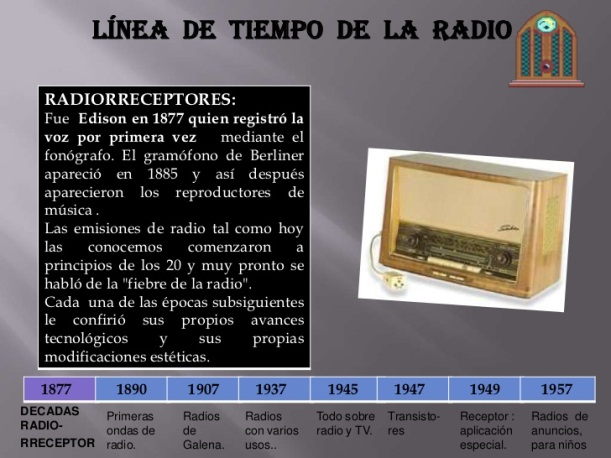 LÍNEA DE TIEMPO DE LA RADIO
RADIORRECEPTORES:
Fue Edison en 1877 quien registró la
voz por primera vez mediante el
fonógrafo. El gramófono de Berliner
apareció en 1885 y así después
aparecieron los reproductores de
música .
Las emisiones de radio tal como hoy
las conocemos comenzaron a
principios de los 20 y muy pronto se
habló de la "fiebre de la radio".
Cada una de las épocas subsiguientes
le confirió sus propios avances
tecnológicos y sus propias
modificaciones estéticas.
1877 1890 1907 1937 1945 1947 1949 1957
DECADAS
RADIO-
RRECEPTOR
Primeras
ondas de
radio.
Radios
de
Galena.
Radios
con varios
usos..
Todo sobre
radio y TV.
Transisto-
res
Receptor :
aplicación
especial.
Radios de
anuncios,
para niños